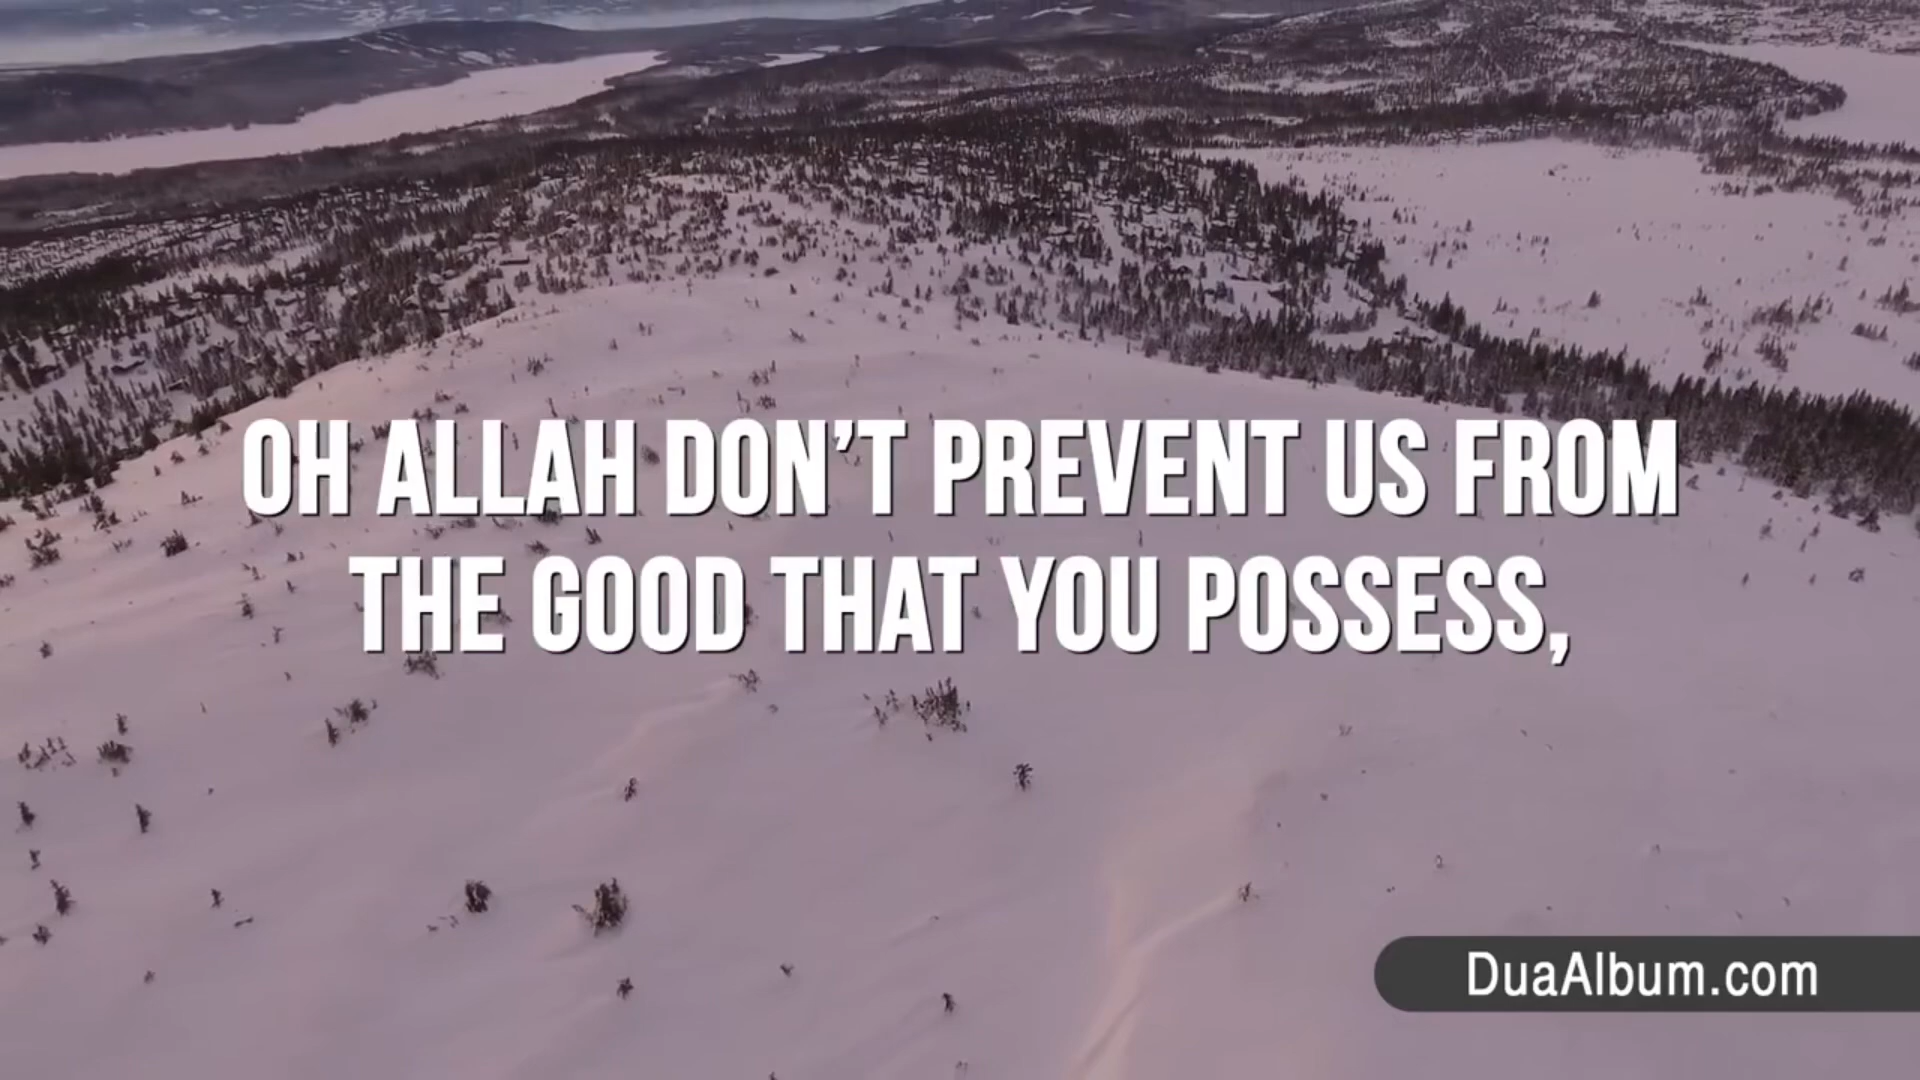 OH ALLAH DON'T PREVENT US FROM
THE GOOD THAT YOU POSSESS,
DuaAlbum.com